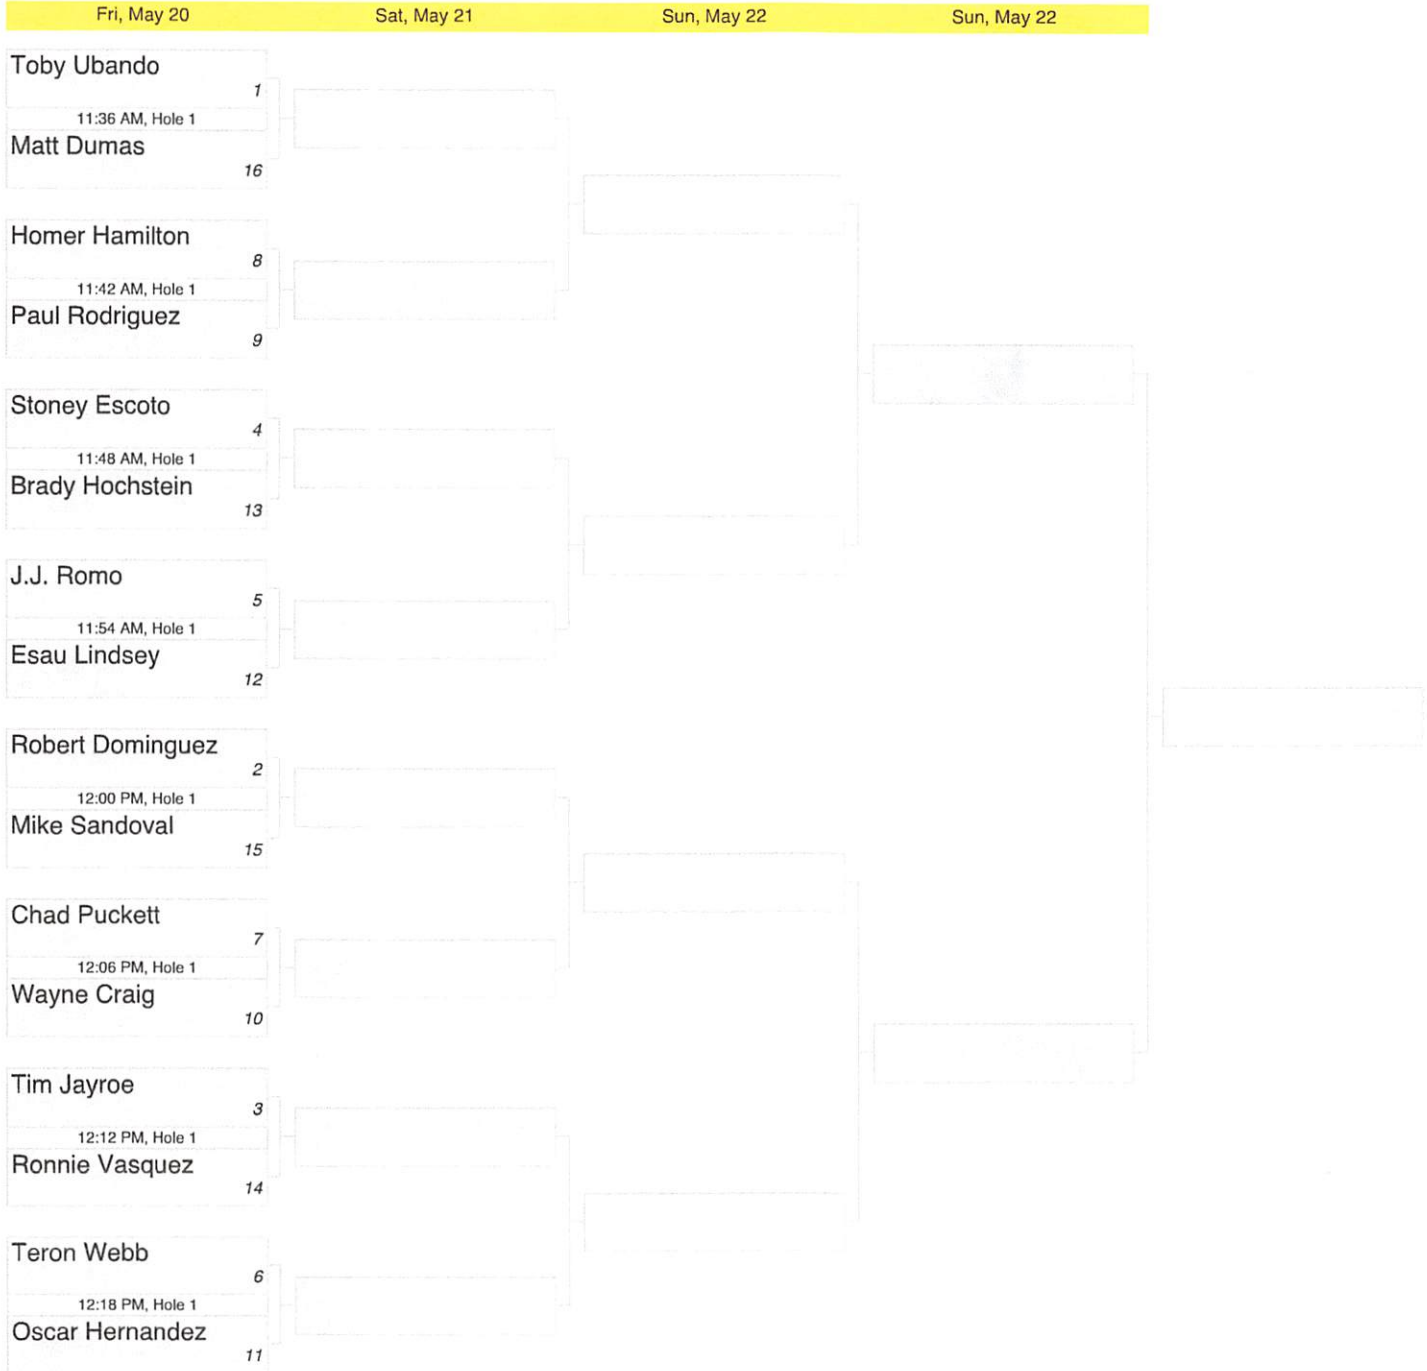 Fri, May 20 Sat, May 21 Sun, May 22 Sun, May 22
Toby Ubando
1
11:36 AM, Hole 1
Matt Dumas
16
Homer Hamilton
8
11:42 AM, Hole 1
Paul Rodriguez
9
Stoney Escoto
4
11:48 AM, Hole 1
Brady Hochstein
13
J.J. Romo
5
11:54 AM, Hole 1
Esau Lindsey
12
Robert Dominguez
2
12:00 PM, Hole 1
Mike Sandoval
15
Chad Puckett
7
12:06 PM, Hole 1
Wayne Craig
10
Tim Jayroe
3
12:12 PM, Hole 1
Ronnie Vasquez
14
Teron Webb
6
12:18 PM, Hole 1
Oscar Hernandez
11